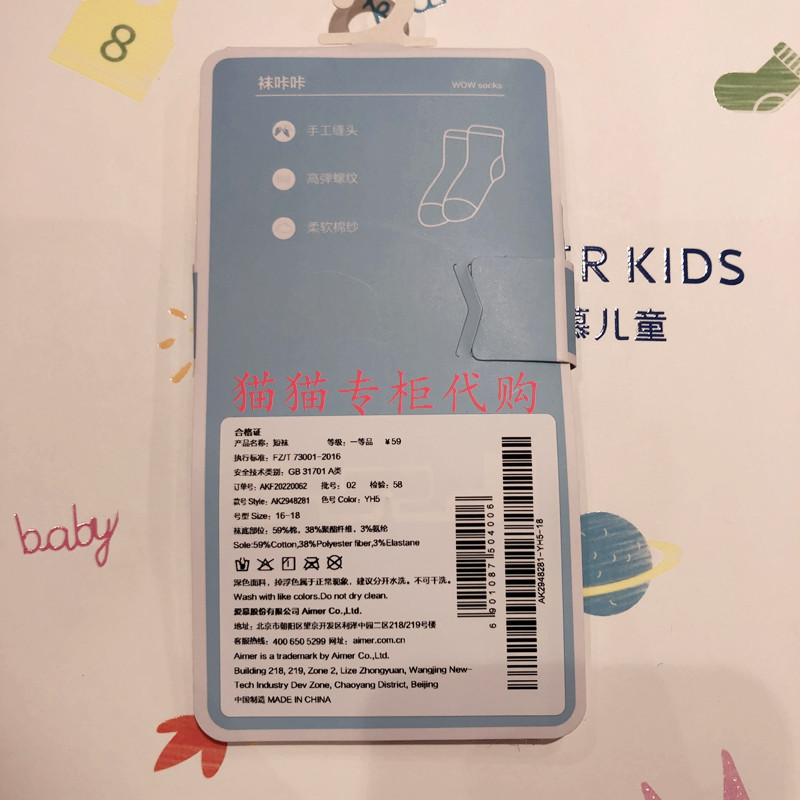 8
袜咔咔
WOW socks
手工缝头
高弹螺纹
柔软棉纱
ER KIDS
慕儿童
猫猫专柜代购
合格证
产品名称：短袜 等级：一等品 ￥59
执行标准：FZ/T 73001-2016
安全技术类别：GB 31701 A类
订单号：AKF20220062 批号：02 检验：58
款号 Style：AK2948281 色号 Color：YH5
号型 Size：16-18
袜底部位：59%棉，38%聚酯纤维，3%氨纶
Sole:59%Cotton,38%Polyester fiber,3%Elastane
深色面料，掉浮色属于正常现象，建议分开水洗。不可干洗。
Wash with like colors.Do not dry clean.
爱慕股份有限公司 Aimer Co.,Ltd.
地址：北京市朝阳区望京开发区利泽中园二区218/219号楼
客服热线：400 650 5299 网址：aimer.com.cn
Aimer is a trademark by Aimer Co.,Ltd.
Building 218, 219, Zone 2, Lize Zhongyuan, Wangjing New-
Tech Industry Dev Zone, Chaoyang District, Beijing
中国制造 MADE IN CHINA
6 901087 504006
AK2948281-YH5-18
baby